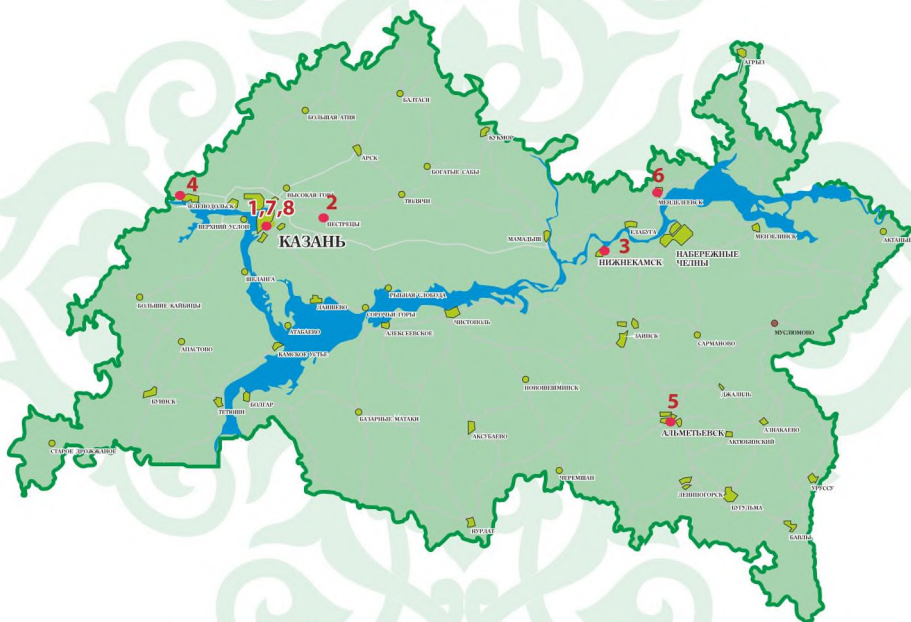 АГРЫЗ
БАЛТАСИ
БОЛЬШАЯ АТНЯ
КУКМОР
АРСК
БОГАТЫЕ САБЫ
6
4
ВЫСОКАЯ ГОРА
ТЮЛЯЧИ
МЕНДЕЛЕЕВСК
ЗЕЛЕНОДОЛЬСК
1,7,8
2
ПЕСТРЕЦЫ
ВЕРХНИЙ УСЛОН
ЕЛАБУГА
МЕНЗЕЛИНСК
АКТАНЫШ
КАЗАНЬ
МАМАДЫШ
3
НИЖНЕКАМСК
НАБЕРЕЖНЫЕ
ЧЕЛНЫ
ШЕЛАНГА
РЫБНАЯ СЛОБОДА
БОЛЬШИЕ КАЙБИЦЫ
ЛАИШЕВО
СОРОЧЬИ ГОРЫ
ЧИСТОПОЛЬ
АТАБАЕВО
АЛЕКСЕЕВСКОЕ
МУСЛЮМОВО
ЗАИНСК
САРМАНОВО
АПАСТОВО
КАМСКОЕ УСТЬЕ
НОВОШЕШМИНСК
ДЖАЛИЛЬ
БУИНСК
ТЕТЮШИ
БОЛГАР
5
БАЗАРНЫЕ МАТАКИ
АЛЬМЕТЬЕВСК
АЗНАКАЕВО
АКСУБАЕВО
АКТЮБИНСКИЙ
СТАРОЕ ДРОЖЖАНОЕ
ЧЕРЕМШАН
УРУССУ
ЛЕНИНОГОРСК
БУГУЛЬМА
НУРЛАТ
БАВЛЫ